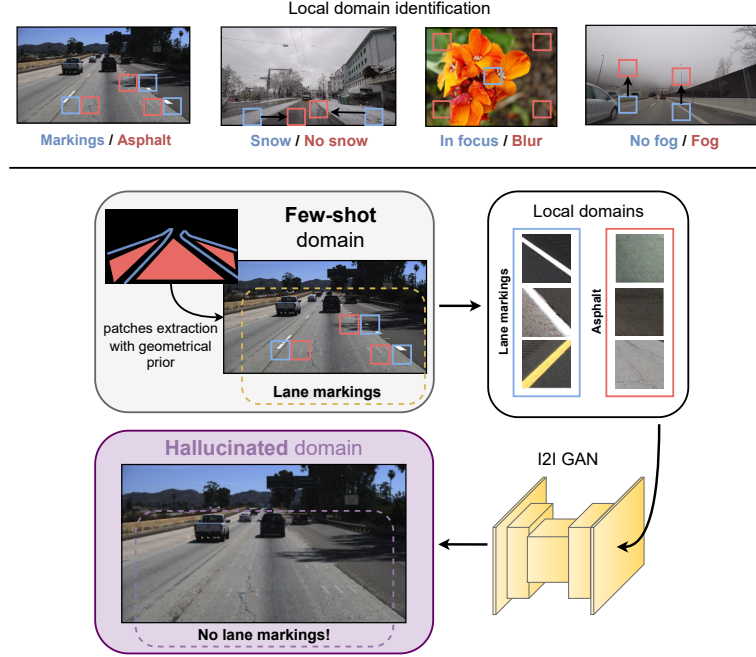 Local domain identification
Markings / Asphalt
Snow / No snow
In focus / Blur
No fog / Fog
Few-shot
domain
patches extraction
with geometrical
prior
Lane markings
Local domains
Lane markings
Asphalt
Hallucinated domain
No lane markings!
I2I GAN